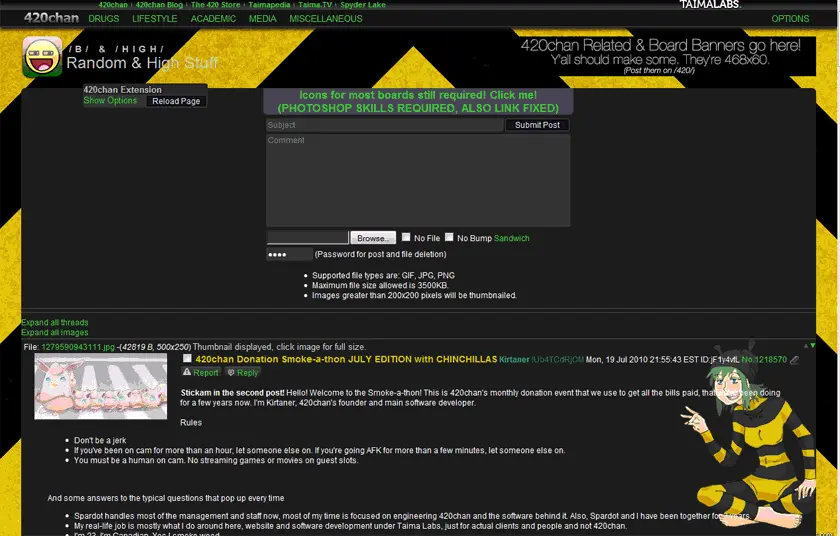 420chan | 420chan Blog | The 420 Store | Taimapedia | Taima.TV | Spyder Lake
TAIMALABS.
420chan DRUGS LIFESTYLE ACADEMIC MEDIA MISCELLANEOUS OPTIONS
/B/ & /HIGH/
Random & High Stuff
420chan Related & Board Banners go here!
Yall should make some. They're 468x60.
(Post them on /420/)
420chan Extension
Show Options Reload Page
Icons for most boards still required! Click me!
(PHOTOSHOP SKILLS REQUIRED, ALSO LINK FIXED)
Subject Submit Post
Comment
Browse... No File No Bump Sandwich
(Password for post and file deletion)
Supported file types are: GIF, JPG, PNG
Maximum file size allowed is 3500KB.
Images greater than 200x200 pixels will be thumbnailed.
Expand all threads
Expand all images
File: 1279590943111.jpg -(42819 B, 500x250) Thumbnail displayed, click image for full size.
420chan Donation Smoke-a-thon JULY EDITION with CHINCHILLAS Kirtaner !Ub4TCdRjOM Mon, 19 Jul 2010 21:55:43 EST ID:jF1y4vfL No.1218570
Report Reply
Stickam in the second post! Hello! Welcome to the Smoke-a-thon! This is 420chan's monthly donation event that we use to get all the bills paid, that we've been doing
for a few years now. I'm Kirtaner, 420chan's founder and main software developer.
Rules
Don't be a jerk
If you've been on cam for more than an hour, let someone else on. If you're going AFK for more than a few minutes, let someone else on.
You must be a human on cam. No streaming games or movies on guest slots.
And some answers to the typical questions that pop up every time
Spardot handles most of the management and staff now, most of my time is focused on engineering 420chan and the software behind it. Also, Spardot and I have been together for years.
My real-life job is mostly what I do around here, website and software development under Taima Labs, just for actual clients and people and not 420chan.
I'm 23. I'm Canadian. Yes I smoke weed.